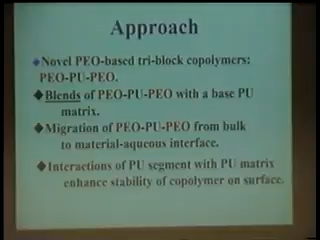 Approach
◆Novel PEO-based tri-block copolymers:
PEO-PU-PEO.
◆Blends of PEO-PU-PEO with a base PU
matrix.
◆Migration of PEO-PU-PEO from bulk
to material-aqueous interface.
◆Interactions of PU segment with PU matrix
enhance stability of copolymer on surface.